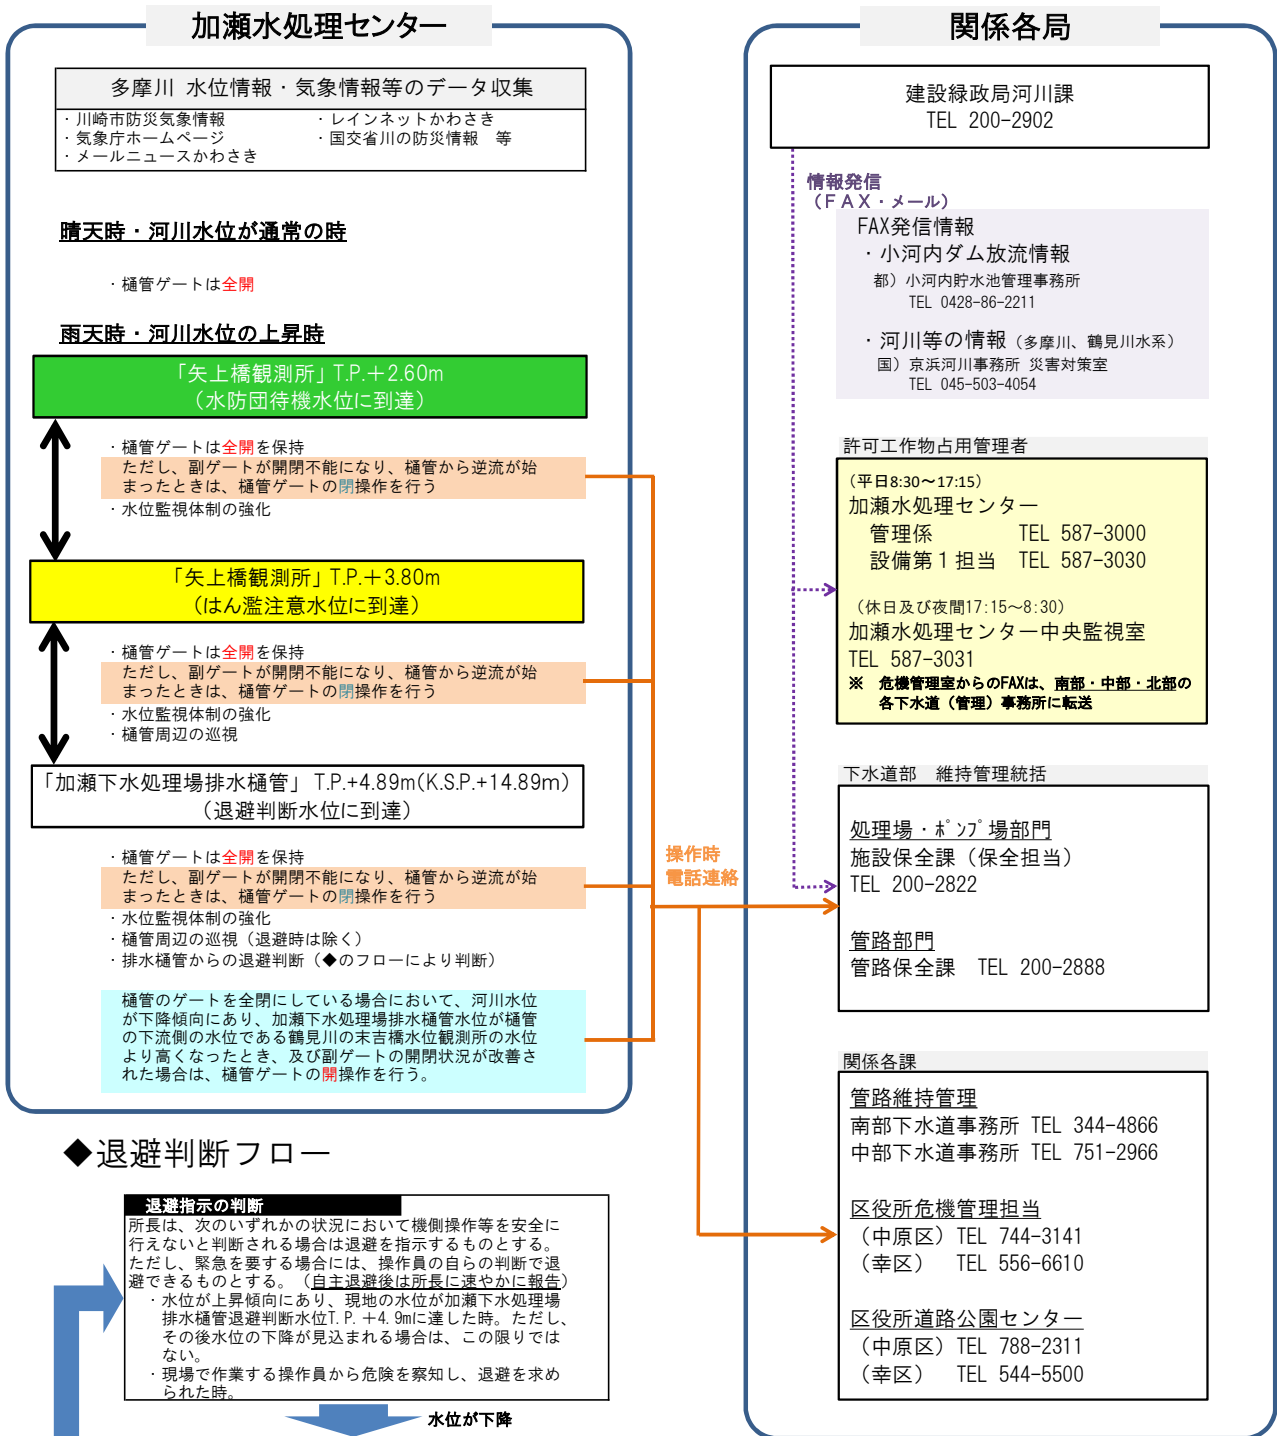 加瀬水処理センター
多摩川 水位情報・気象情報等のデータ収集
・川崎市防災気象情報　・レインネットかわさき
・気象庁ホームページ　・国交省川の防災情報　等
・メールニュースかわさき
晴天時・河川水位が通常の時
・樋管ゲートは全開
雨天時・河川水位の上昇時
「矢上橋観測所」T.P.＋2.60m
（水防団待機水位に到達）
・樋管ゲートは全開を保持
ただし、副ゲートが開閉不能になり、樋管から逆流が始
まったときは、樋管ゲートの閉操作を行う
・水位監視体制の強化
「矢上橋観測所」T.P.＋3.80m
（はん濫注意水位に到達）
・樋管ゲートは全開を保持
ただし、副ゲートが開閉不能になり、樋管から逆流が始
まったときは、樋管ゲートの閉操作を行う
・水位監視体制の強化
・樋管周辺の巡視
「加瀬下水処理場排水樋管」T.P.+4.89m(K.S.P.+14.89m)
（退避判断水位に到達）
・樋管ゲートは全開を保持
ただし、副ゲートが開閉不能になり、樋管から逆流が始
まったときは、樋管ゲートの閉操作を行う
・水位監視体制の強化
・樋管周辺の巡視（退避時は除く）
・排水樋管からの退避判断（◆のフローにより判断）
樋管のゲートを全閉にしている場合において、河川水位
が下降傾向にあり、加瀬下水処理場排水樋管水位が樋管
の下流側の水位である鶴見川の末吉橋水位観測所の水位
より高くなったとき、及び副ゲートの開閉状況が改善さ
れた場合は、樋管ゲートの開操作を行う。
操作時
電話連絡
◆退避判断フロー
退避指示の判断
所長は、次のいずれかの状況において機側操作等を安全に
行えないと判断される場合は退避を指示するものとする。
ただし、緊急を要する場合には、操作員の自らの判断で退
避できるものとする。（自主退避後は所長に速やかに報告）
・水位が上昇傾向にあり、現地の水位が加瀬下水処理場
排水樋管退避判断水位T.P.+4.9mに達した時。ただし、
その後水位の下降が見込まれる場合は、この限りでは
ない。
・現場で作業する操作員から危険を察知し、退避を求め
られた時。
水位が下降
関係各局
建設緑政局河川課
TEL 200-2902
情報発信
（ＦＡＸ・メール）
FAX発信情報
・小河内ダム放流情報
都）小河内貯水池管理事務所
TEL 0428-86-2211
・河川等の情報（多摩川、鶴見川水系）
国）京浜河川事務所 災害対策室
TEL 045-503-4054
許可工作物占用管理者
（平日8:30～17:15）
加瀬水処理センター
管理係　TEL 587-3000
設備第１担当　TEL 587-3030
（休日及び夜間17:15～8:30）
加瀬水処理センター中央監視室
TEL 587-3031
※　危機管理室からのFAXは、南部・中部・北部の
各下水道（管理）事務所に転送
下水道部　維持管理統括
処理場・ﾎﾟﾝﾌﾟ場部門
施設保全課（保全担当）
TEL 200-2822
管路部門
管路保全課　TEL 200-2888
関係各課
管路維持管理
南部下水道事務所 TEL 344-4866
中部下水道事務所 TEL 751-2966
区役所危機管理担当
（中原区）TEL 744-3141
（幸区）　TEL 556-6610
区役所道路公園センター
（中原区）TEL 788-2311
（幸区）　TEL 544-5500